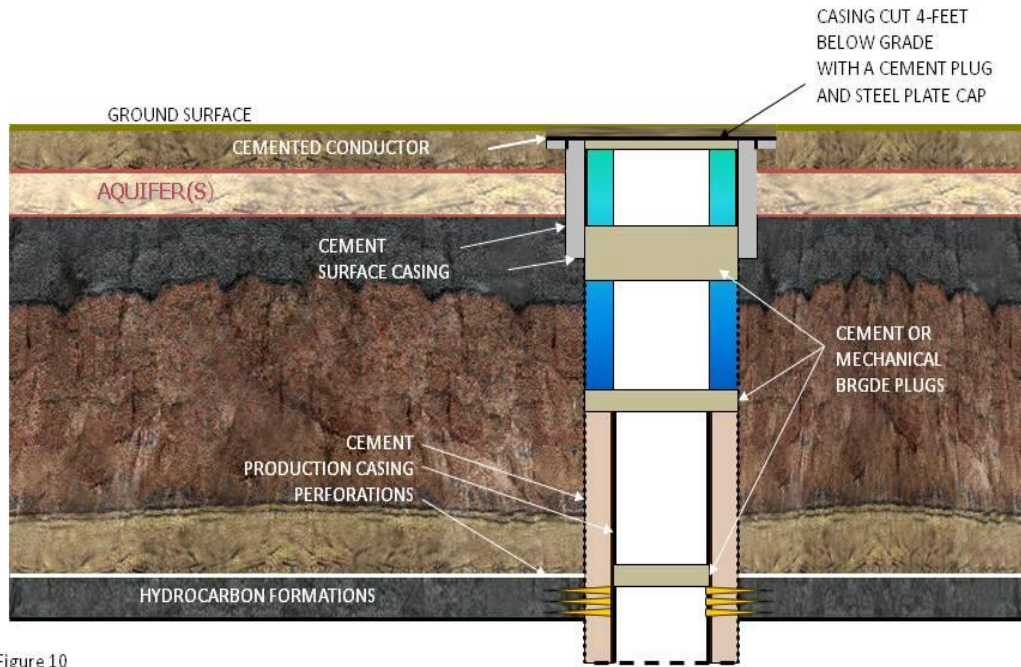 CASING CUT 4-FEET
BELOW GRADE
WITH A CEMENT PLUG
AND STEEL PLATE CAP
GROUND SURFACE
CEMENTED CONDUCTOR
AQUIFER(S)
CEMENT
SURFACE CASING
CEMENT OR
MECHANICAL
BRGDE PLUGS
CEMENT
PRODUCTION CASING
PERFORATIONS
HYDROCARBON FORMATIONS
Figure 10